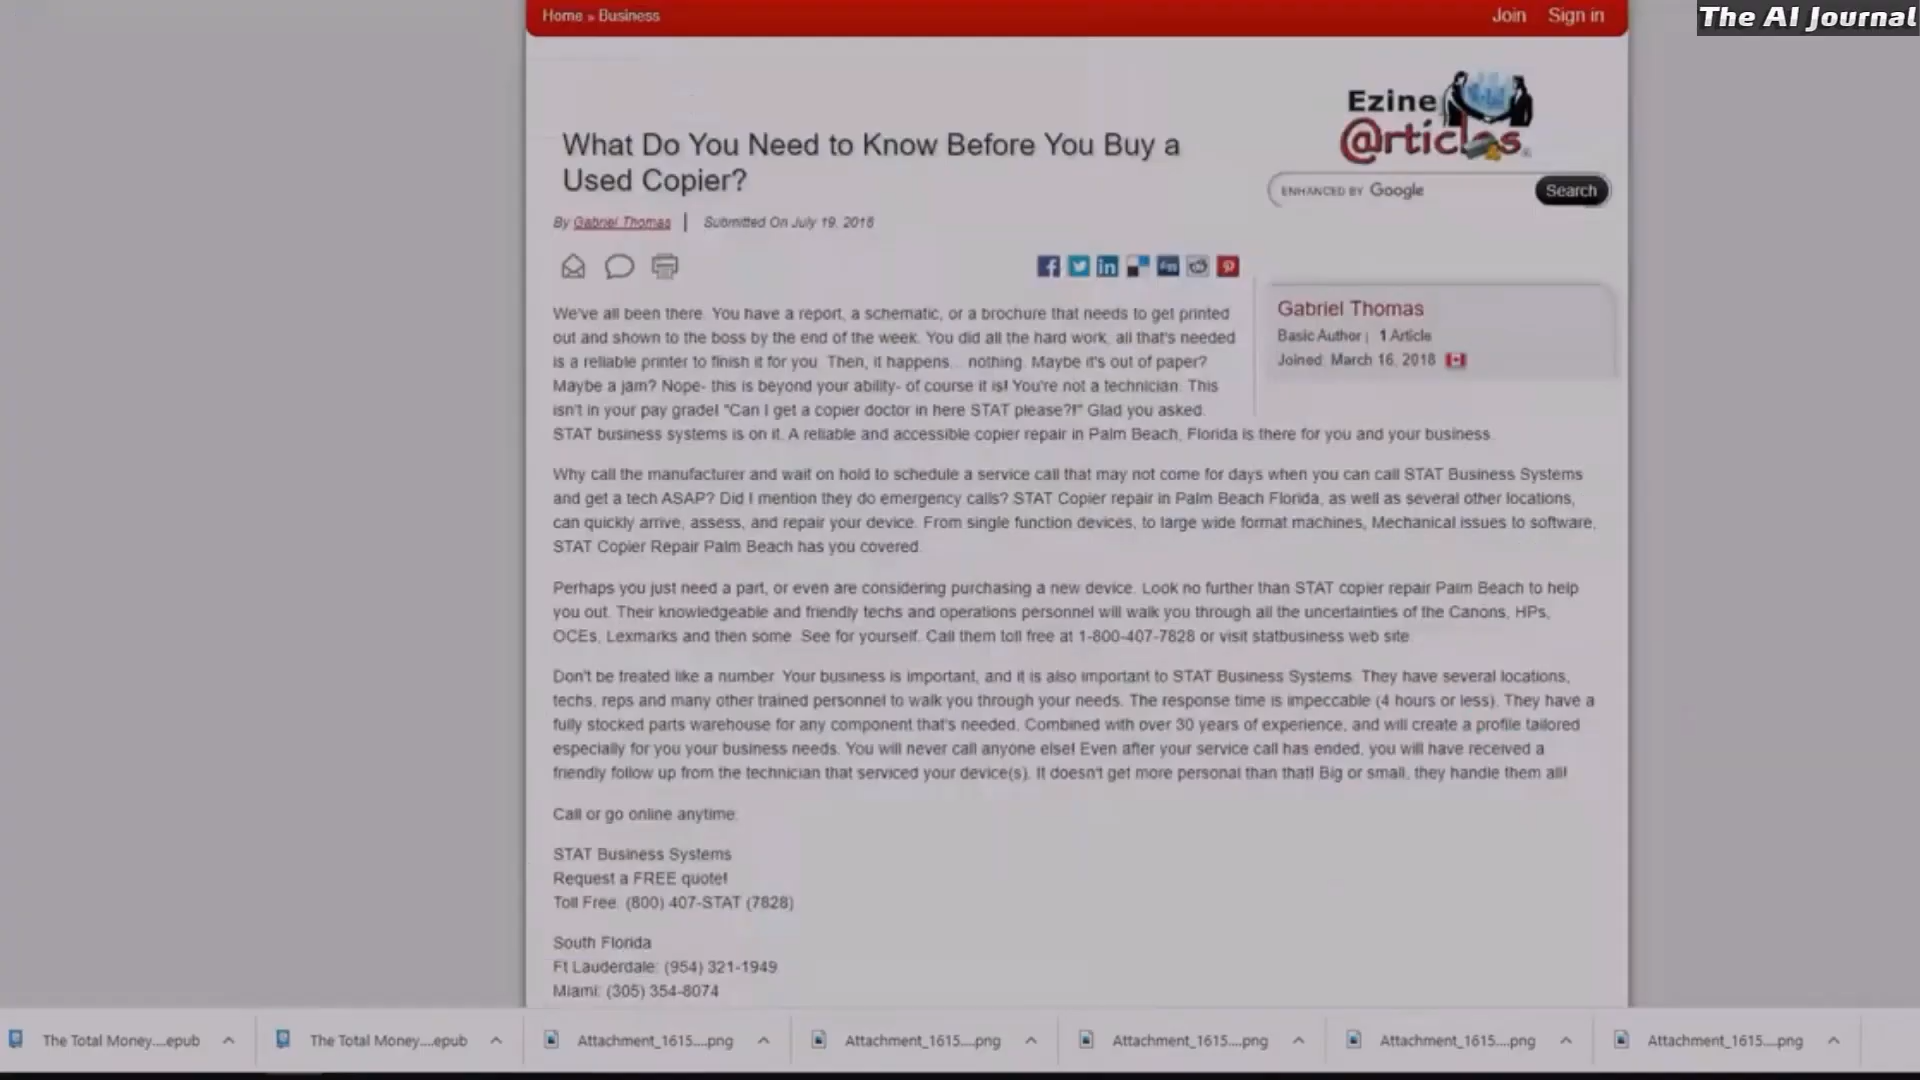 Home » Business
Join Sign in
The AI Journal
Ezine
@rticles
What Do You Need to Know Before You Buy a
Used Copier?
ENHANCED BY Google
Search
By Gabriel Thomas | Submitted On July 19, 2018
Gabriel Thomas
Basic Author | 1 Article
Joined: March 16, 2018
We've all been there. You have a report, a schematic, or a brochure that needs to get printed
out and shown to the boss by the end of the week. You did all the hard work, all that's needed
is a reliable printer to finish it for you. Then, it happens... nothing. Maybe it's out of paper?
Maybe a jam? Nope- this is beyond your ability- of course it is! You're not a technician. This
isn't in your pay grade! "Can I get a copier doctor in here STAT please?!" Glad you asked.
STAT business systems is on it. A reliable and accessible copier repair in Palm Beach, Florida is there for you and your business.
Why call the manufacturer and wait on hold to schedule a service call that may not come for days when you can call STAT Business Systems
and get a tech ASAP? Did I mention they do emergency calls? STAT Copier repair in Palm Beach Florida, as well as several other locations,
can quickly arrive, assess, and repair your device. From single function devices, to large wide format machines, Mechanical issues to software,
STAT Copier Repair Palm Beach has you covered.
Perhaps you just need a part, or even are considering purchasing a new device. Look no further than STAT copier repair Palm Beach to help
you out. Their knowledgeable and friendly techs and operations personnel will walk you through all the uncertainties of the Canons, HPs,
OCEs, Lexmarks and then some. See for yourself. Call them toll free at 1-800-407-7828 or visit statbusiness web site.
Don't be treated like a number. Your business is important, and it is also important to STAT Business Systems. They have several locations,
techs, reps and many other trained personnel to walk you through your needs. The response time is impeccable (4 hours or less). They have a
fully stocked parts warehouse for any component that's needed. Combined with over 30 years of experience, and will create a profile tailored
especially for you your business needs. You will never call anyone else! Even after your service call has ended, you will have received a
friendly follow up from the technician that serviced your device(s). It doesn't get more personal than that! Big or small, they handle them all!
Call or go online anytime:
STAT Business Systems
Request a FREE quote!
Toll Free: (800) 407-STAT (7828)
South Florida
Ft Lauderdale: (954) 321-1949
Miami: (305) 354-8074
The Total Money....epub
The Total Money....epub
Attachment_1615....png
Attachment_1615....png
Attachment_1615....png
Attachment_1615....png
Attachment_1615....png